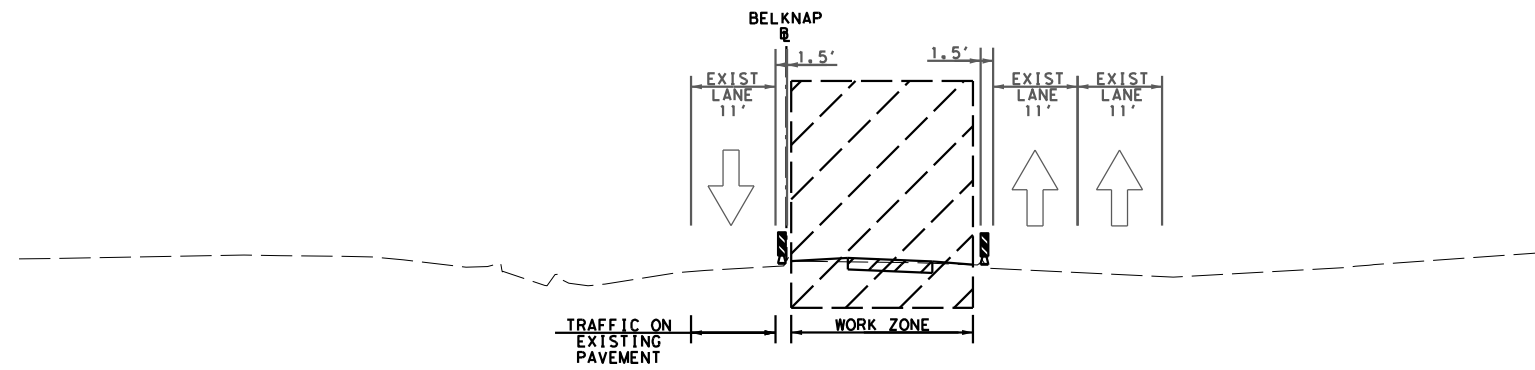 BELKNAP
BL
1.5'
1.5'
EXIST
LANE
11'
EXIST
LANE
11'
EXIST
LANE
11'
TRAFFIC ON
EXISTING
PAVEMENT
WORK ZONE